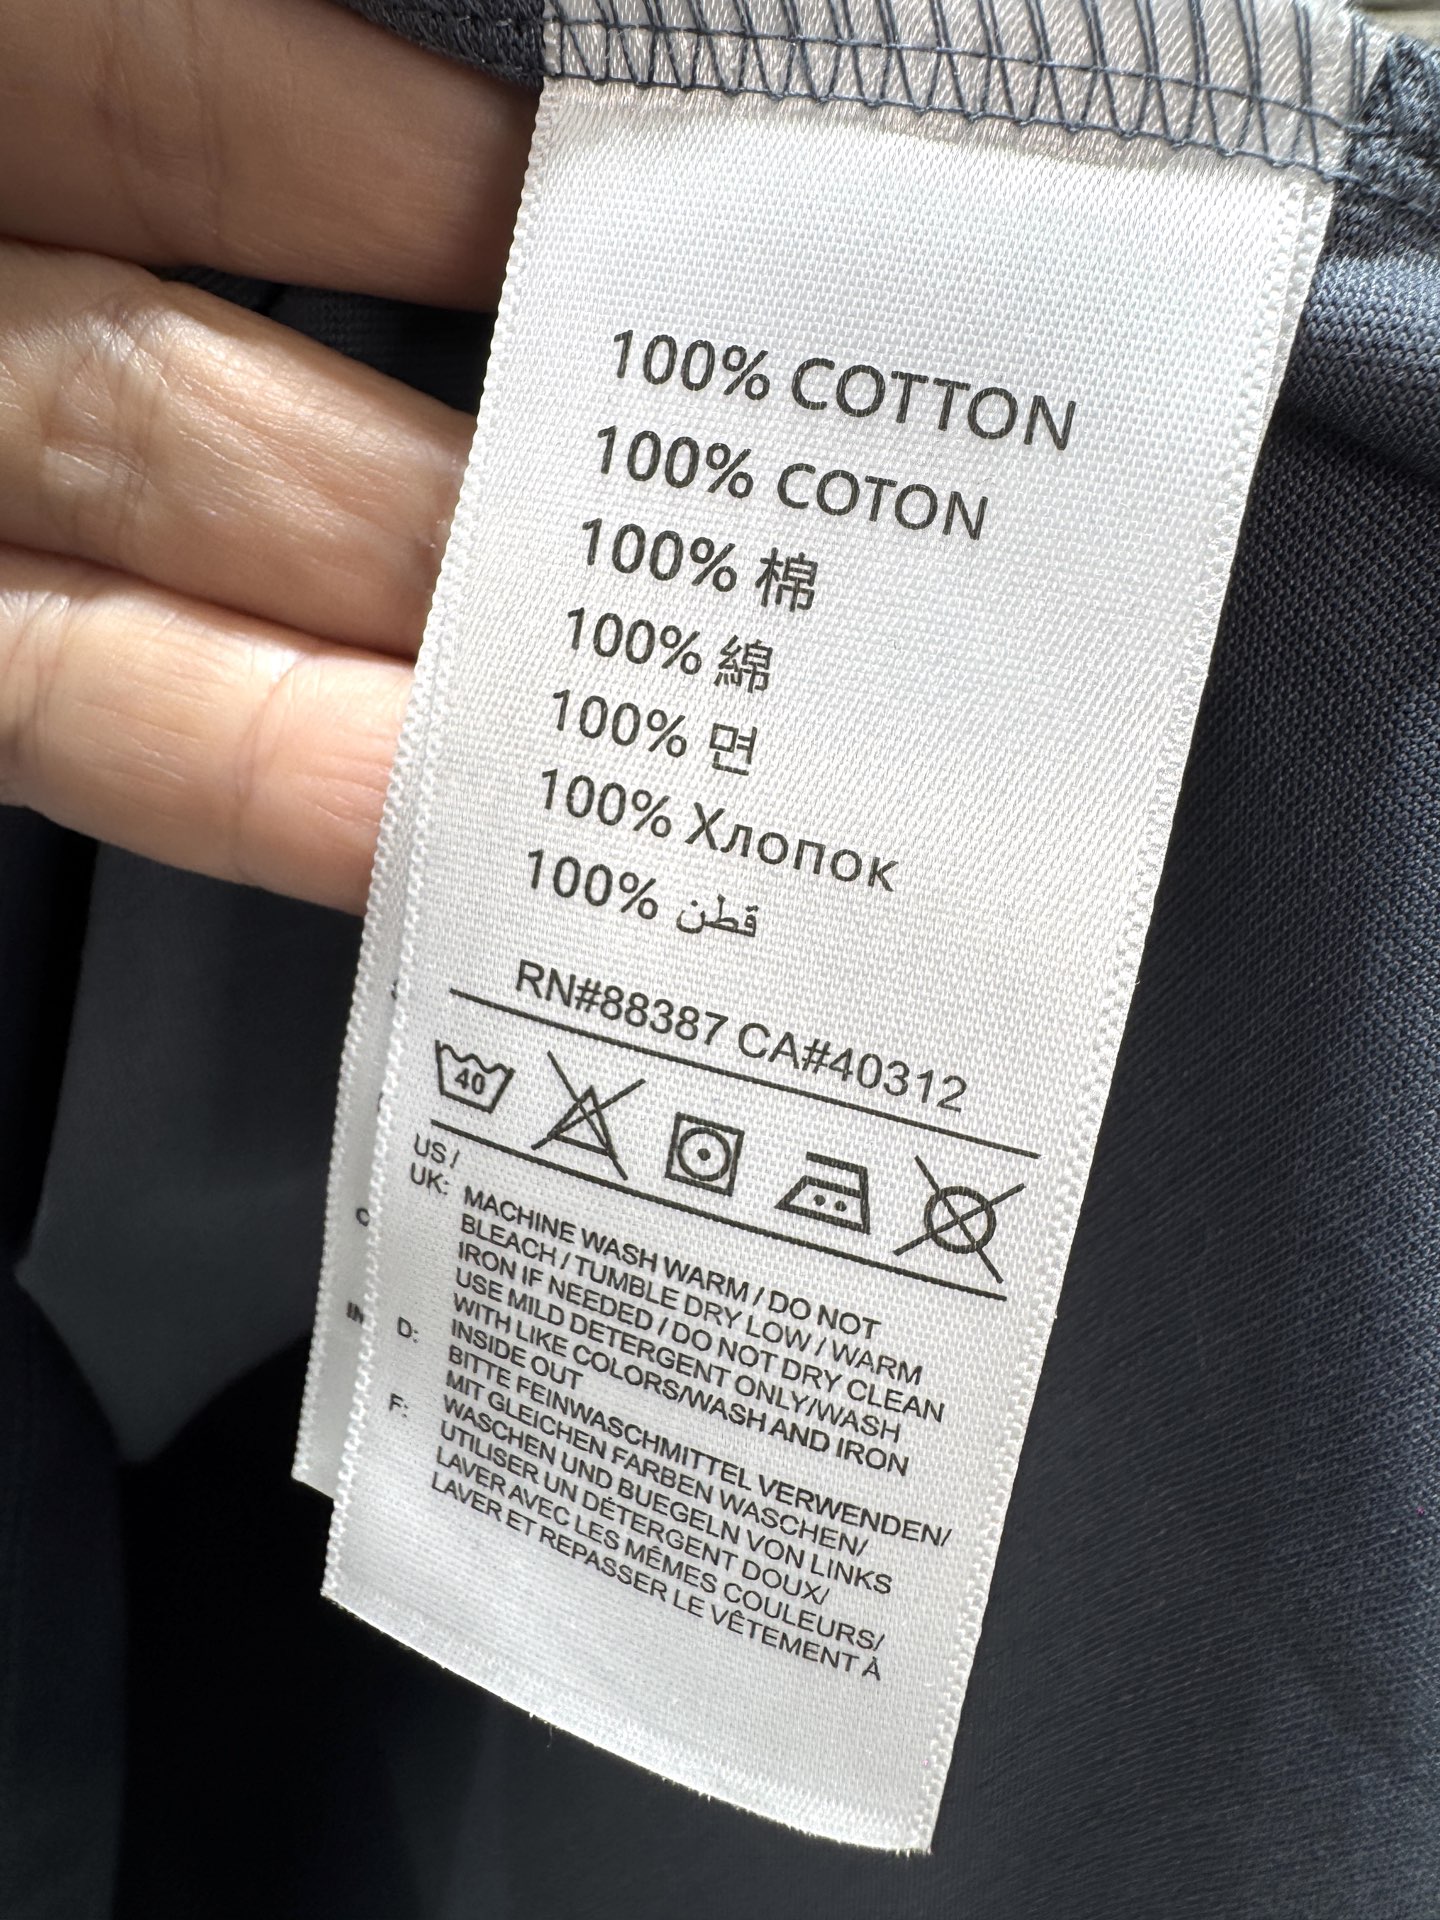 100% COTTON
100% COTON
100% 棉
100% 綿
100% 면
100% Хлопок
100% قطن
RN#88387 CA#40312
40
US /
UK: MACHINE WASH WARM / DO NOT
BLEACH / TUMBLE DRY LOW / WARM
IRON IF NEEDED / DO NOT DRY CLEAN
USE MILD DETERGENT ONLY/WASH
WITH LIKE COLORS/WASH AND IRON
INSIDE OUT
D: BITTE FEINWASCHMITTEL VERWENDEN/
MIT GLEICHEN FARBEN WASCHEN/
WASCHEN UND BUEGELN VON LINKS
F: UTILISER UN DÉTERGENT DOUX/
LAVER AVEC LES MÊMES COULEURS/
LAVER ET REPASSER LE VÊTEMENT À